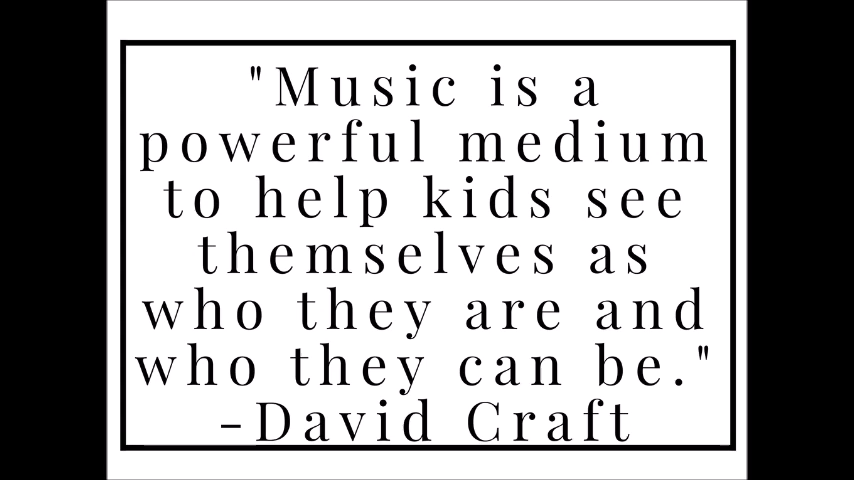 "Music is a
powerful medium
to help kids see
themselves as
who they are and
who they can be."
-David Craft